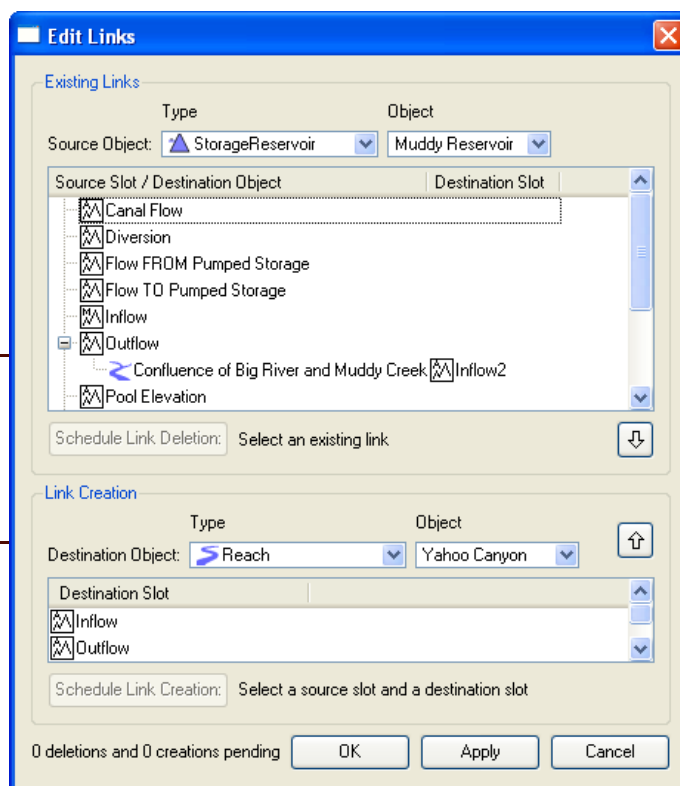 Edit Links
Existing Links
Type Object
Source Object: StorageReservoir Muddy Reservoir
Source Slot / Destination Object Destination Slot
Canal Flow
Diversion
Flow FROM Pumped Storage
Flow TO Pumped Storage
Inflow
Outflow
Confluence of Big River and Muddy Creek Inflow2
Pool Elevation
Schedule Link Deletion: Select an existing link
Link Creation
Type Object
Destination Object: Reach Yahoo Canyon
Destination Slot
Inflow
Outflow
Schedule Link Creation: Select a source slot and a destination slot
0 deletions and 0 creations pending OK Apply Cancel